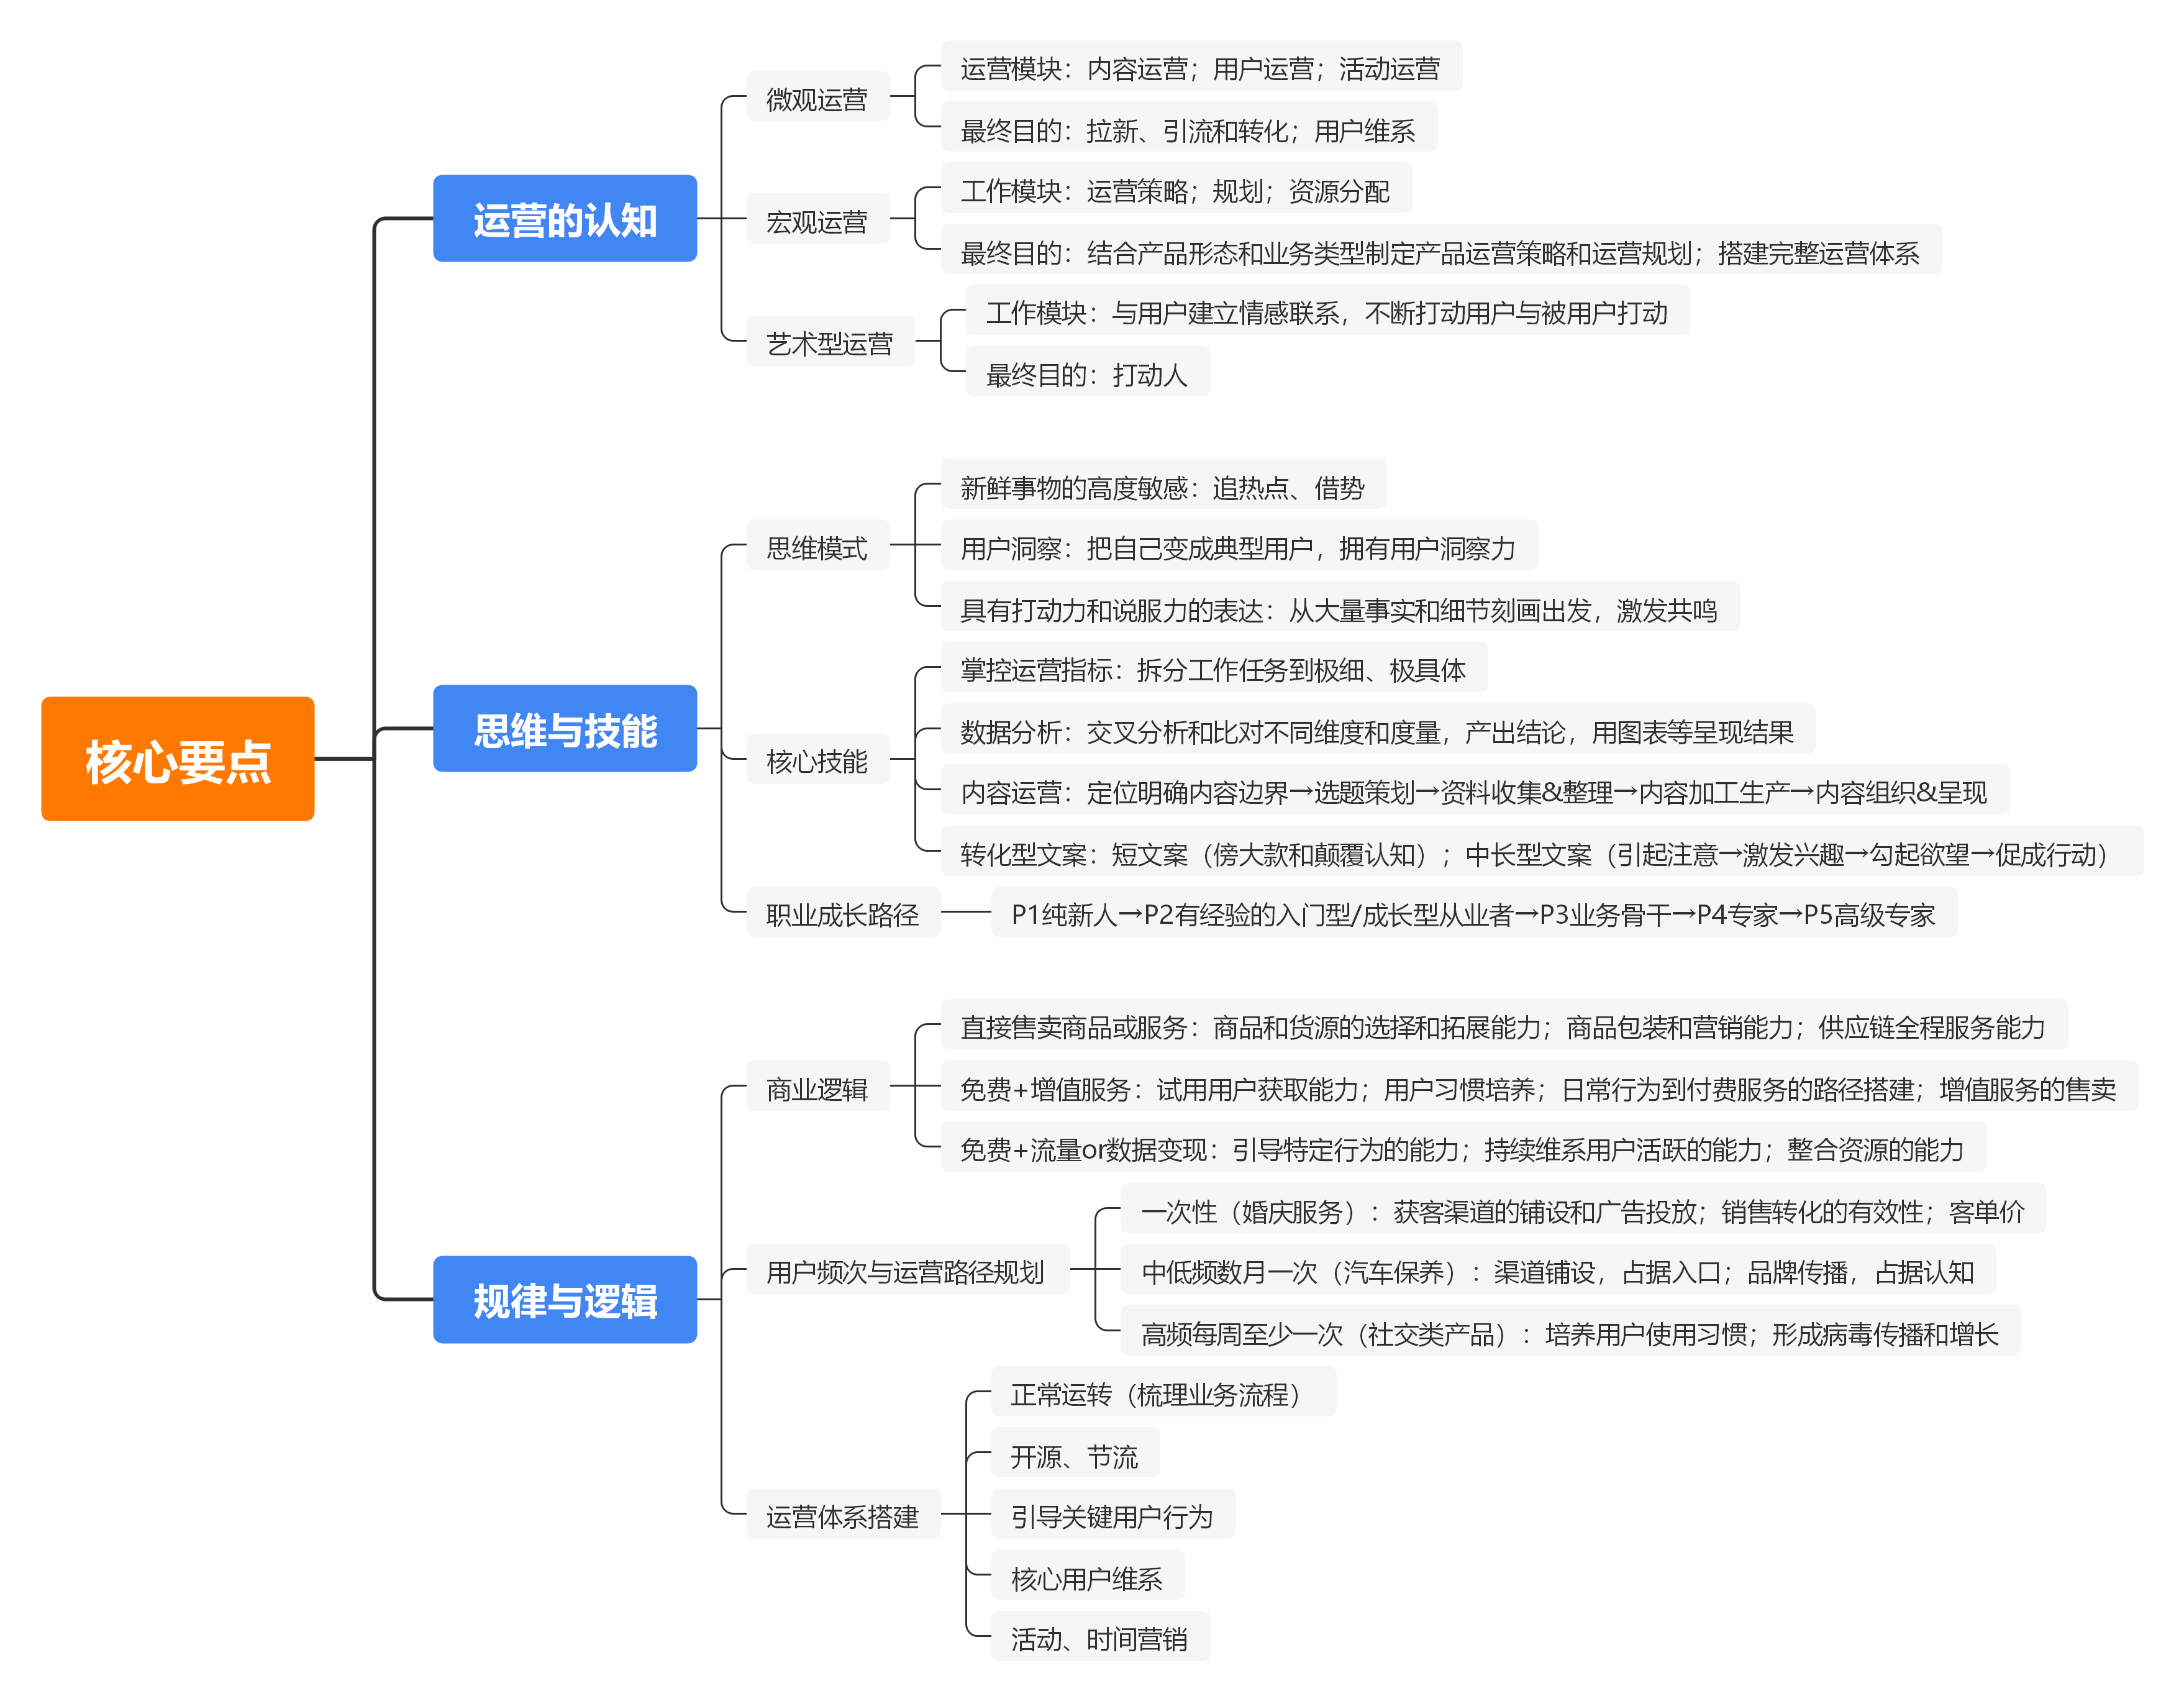 核心要点
运营的认知
微观运营
运营模块：内容运营；用户运营；活动运营
最终目的：拉新、引流和转化；用户维系
宏观运营
工作模块：运营策略；规划；资源分配
最终目的：结合产品形态和业务类型制定产品运营策略和运营规划；搭建完整运营体系
艺术型运营
工作模块：与用户建立情感联系，不断打动用户与被用户打动
最终目的：打动人
思维与技能
思维模式
新鲜事物的高度敏感：追热点、借势
用户洞察：把自己变成典型用户，拥有用户洞察力
具有打动力和说服力的表达：从大量事实和细节刻画出发，激发共鸣
核心技能
掌控运营指标：拆分工作任务到极细、极具体
数据分析：交叉分析和比对不同维度和度量，产出结论，用图表等呈现结果
内容运营：定位明确内容边界→选题策划→资料收集&整理→内容加工生产→内容组织&呈现
转化型文案：短文案（傍大款和颠覆认知）；中长型文案（引起注意→激发兴趣→勾起欲望→促成行动）
职业成长路径
P1纯新人→P2有经验的入门型/成长型从业者→P3业务骨干→P4专家→P5高级专家
规律与逻辑
商业逻辑
直接售卖商品或服务：商品和货源的选择和拓展能力；商品包装和营销能力；供应链全程服务能力
免费+增值服务：试用用户获取能力；用户习惯培养；日常行为到付费服务的路径搭建；增值服务的售卖
免费+流量or数据变现：引导特定行为的能力；持续维系用户活跃的能力；整合资源的能力
用户频次与运营路径规划
一次性（婚庆服务）：获客渠道的铺设和广告投放；销售转化的有效性；客单价
中低频数月一次（汽车保养）：渠道铺设，占据入口；品牌传播，占据认知
高频每周至少一次（社交类产品）：培养用户使用习惯；形成病毒传播和增长
运营体系搭建
正常运转（梳理业务流程）
开源、节流
引导关键用户行为
核心用户维系
活动、时间营销